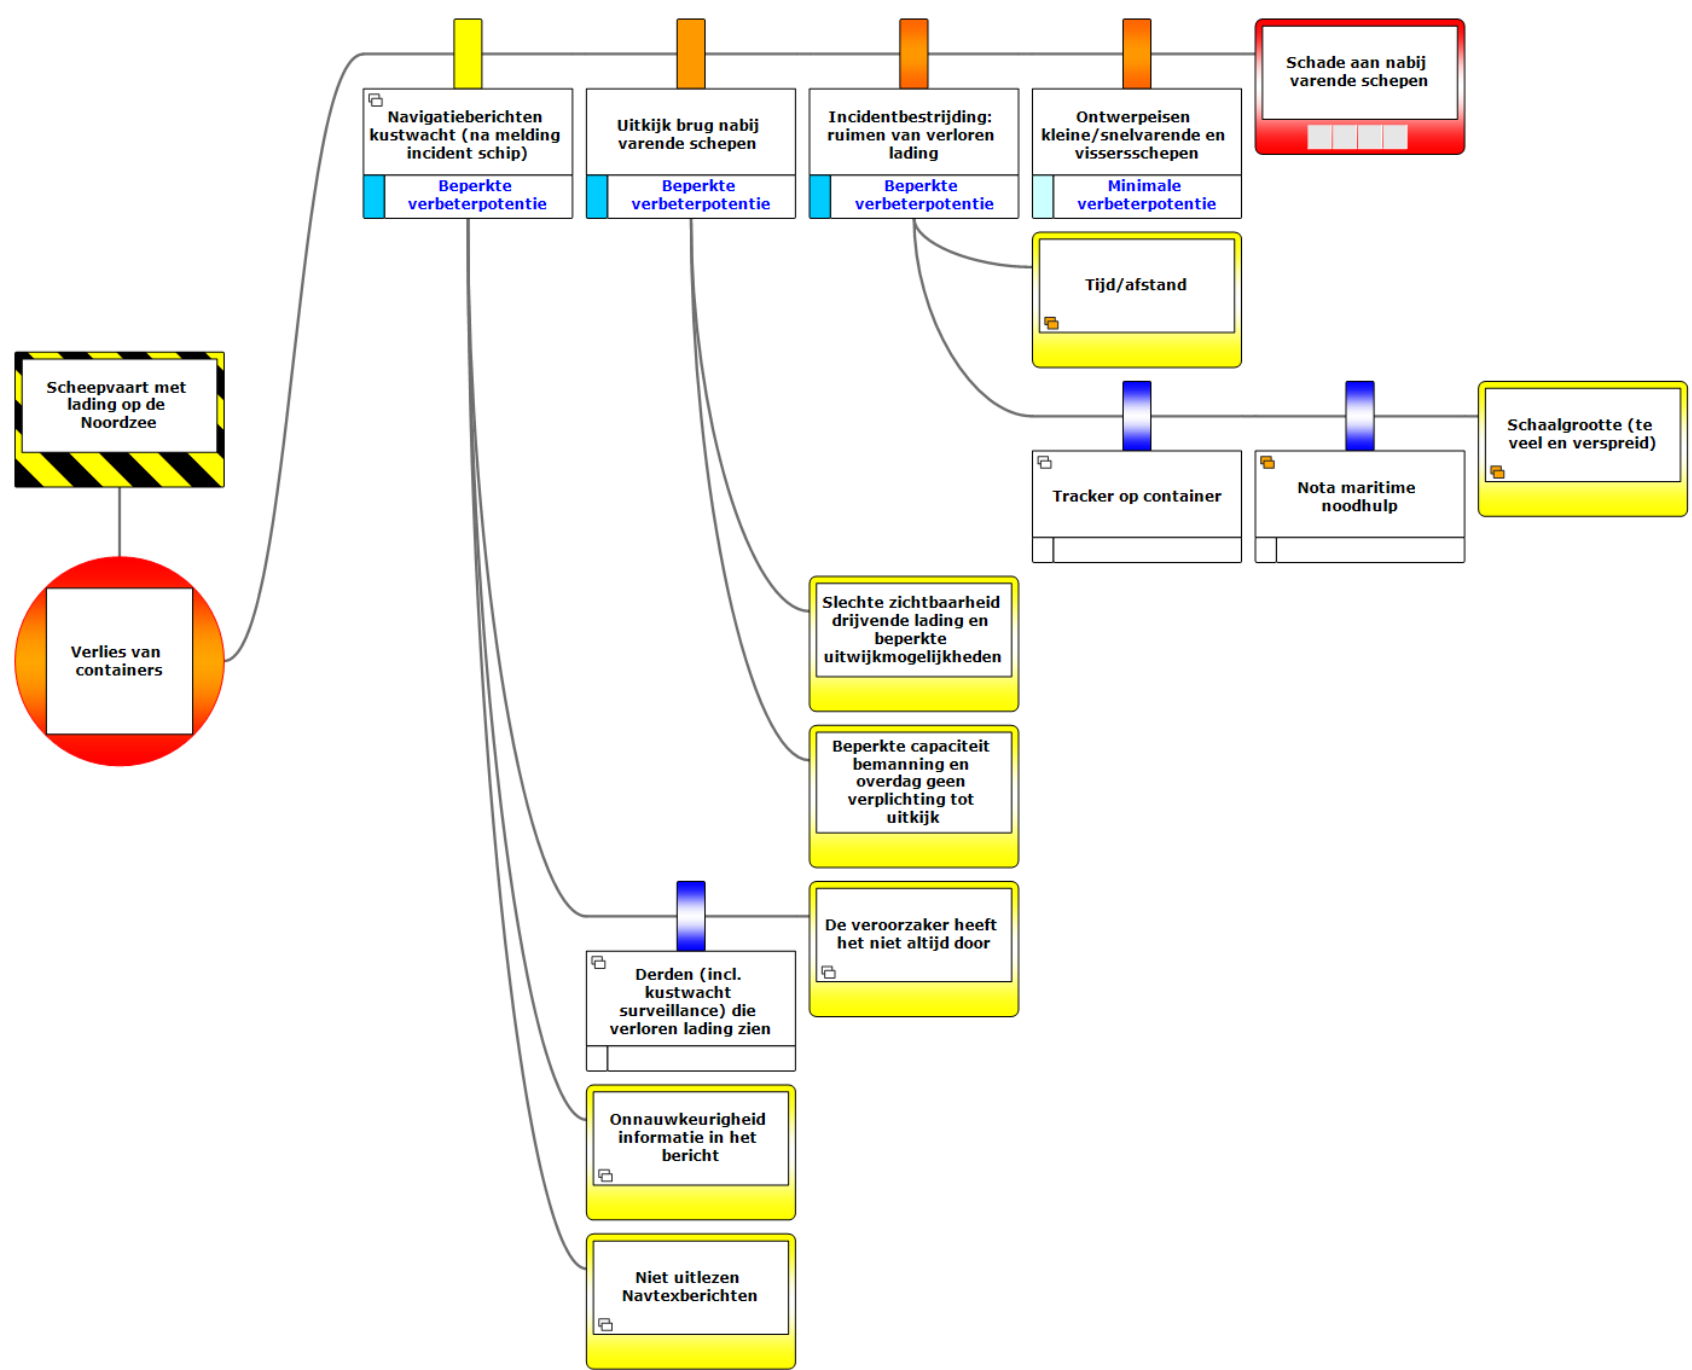 Schade aan nabij
varende schepen
Navigatieberichten
kustwacht (na melding
incident schip)
Beperkte
verbeterpotentie
Uitkijk brug nabij
varende schepen
Beperkte
verbeterpotentie
Incidentbestrijding:
ruimen van verloren
lading
Beperkte
verbeterpotentie
Ontwerpeisen
kleine/snelvarende en
vissersschepen
Minimale
verbeterpotentie
Tijd/afstand
Scheepvaart met
lading op de
Noordzee
Tracker op container
Nota maritime
noodhulp
Schaalgrootte (te
veel en verspreid)
Verlies van
containers
Slechte zichtbaarheid
drijvende lading en
beperkte
uitwijkmogelijkheden
Beperkte capaciteit
bemanning en
overdag geen
verplichting tot
uitkijk
Derden (incl.
kustwacht
surveillance) die
verloren lading zien
De veroorzaker heeft
het niet altijd door
Onnauwkeurigheid
informatie in het
bericht
Niet uitlezen
Navtexberichten